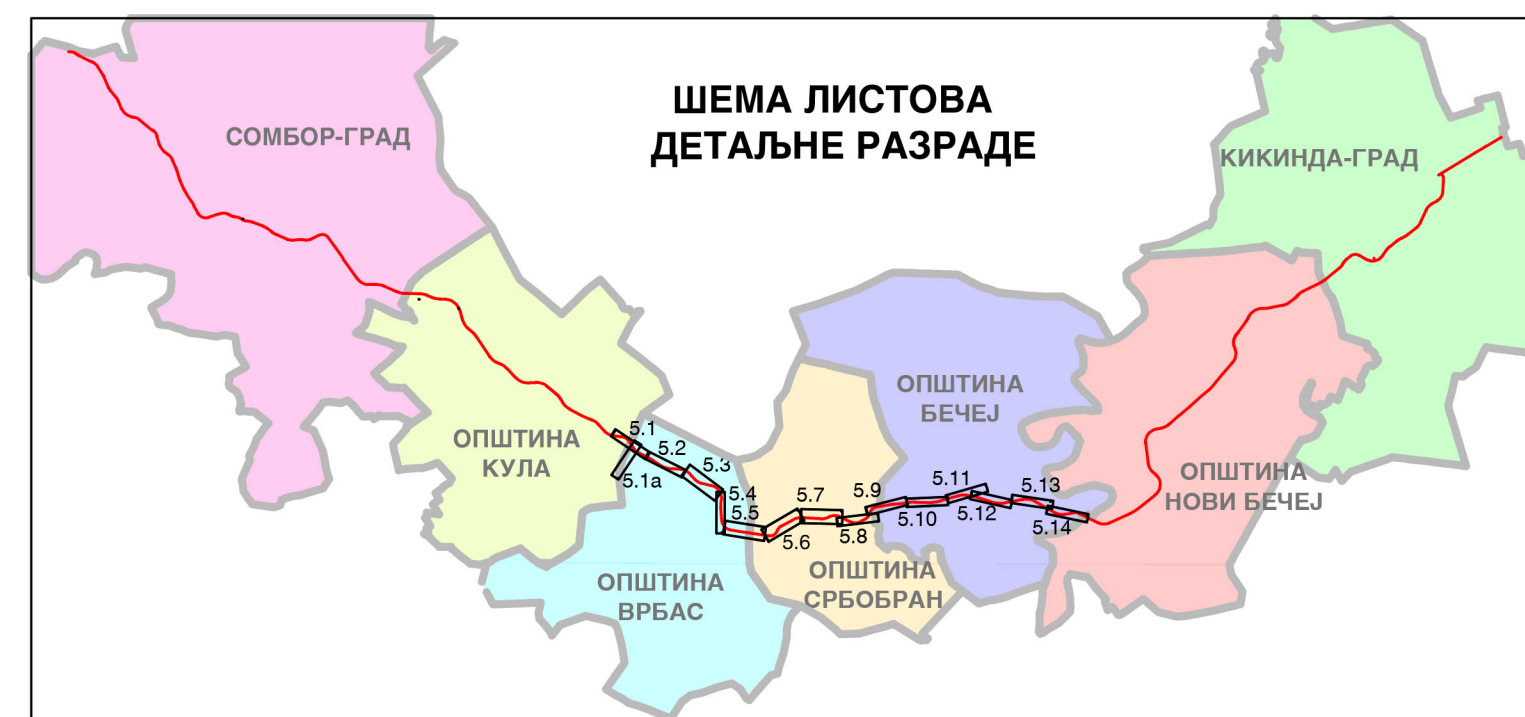 ШЕМА ЛИСТОВА
ДЕТАЉНЕ РАЗРАДЕ
СОМБОР-ГРАД
КИКИНДА-ГРАД
ОПШТИНА
КУЛА
ОПШТИНА
БЕЧЕЈ
ОПШТИНА
НОВИ БЕЧЕЈ
ОПШТИНА
ВРБАС
ОПШТИНА
СРБОБРАН
5.1
5.1a
5.2
5.3
5.4
5.5
5.6
5.7
5.8
5.9
5.10
5.11
5.12
5.13
5.14